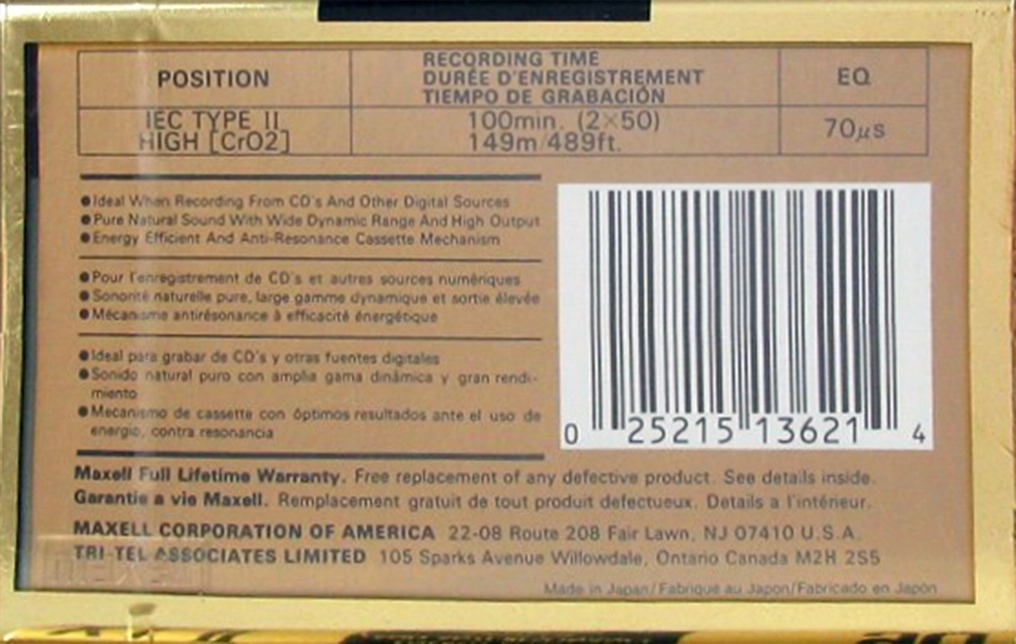 POSITION
RECORDING TIME
DURÉE D'ENREGISTREMENT
TIEMPO DE GRABACIÓN
EQ
IEC TYPE II
HIGH [CrO2]
100min. (2×50)
149m/489ft.
70μs
●Ideal When Recording From CD's And Other Digital Sources
●Pure Natural Sound With Wide Dynamic Range And High Output
●Energy Efficient And Anti-Resonance Cassette Mechanism
●Pour l'enregistrement de CD's et autres sources numériques
●Sonorité naturelle pure, large gamme dynamique et sortie élevée
●Mécanisme antirésonance à efficacité énergétique
●Ideal para grabar de CD's y otras fuentes digitales
●Sonido natural puro con amplia gama dinámica y gran rendi-
miento
●Mecanismo de cassette con óptimos resultados ante el uso de
energio, contra resonancia
0 25215 13621 4
Maxell Full Lifetime Warranty. Free replacement of any defective product. See details inside.
Garantie a vie Maxell. Remplacement gratuit de tout produit defectueux. Details a l'intérieur.
MAXELL CORPORATION OF AMERICA 22-08 Route 208 Fair Lawn, NJ 07410 U.S.A.
TRI-TEL ASSOCIATES LIMITED 105 Sparks Avenue Willowdale, Ontario Canada M2H 2S5
Made in Japan/Fabriqué au Japon/Fabricado en Japón